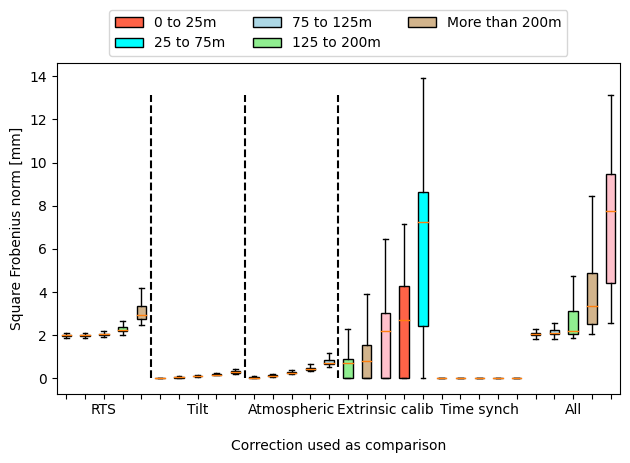 0 to 25m 75 to 125m More than 200m
25 to 75m 125 to 200m
14
12
10
8
6
4
2
0
Square Frobenius norm [mm]
RTS Tilt Atmospheric Extrinsic calib Time synch All
Correction used as comparison